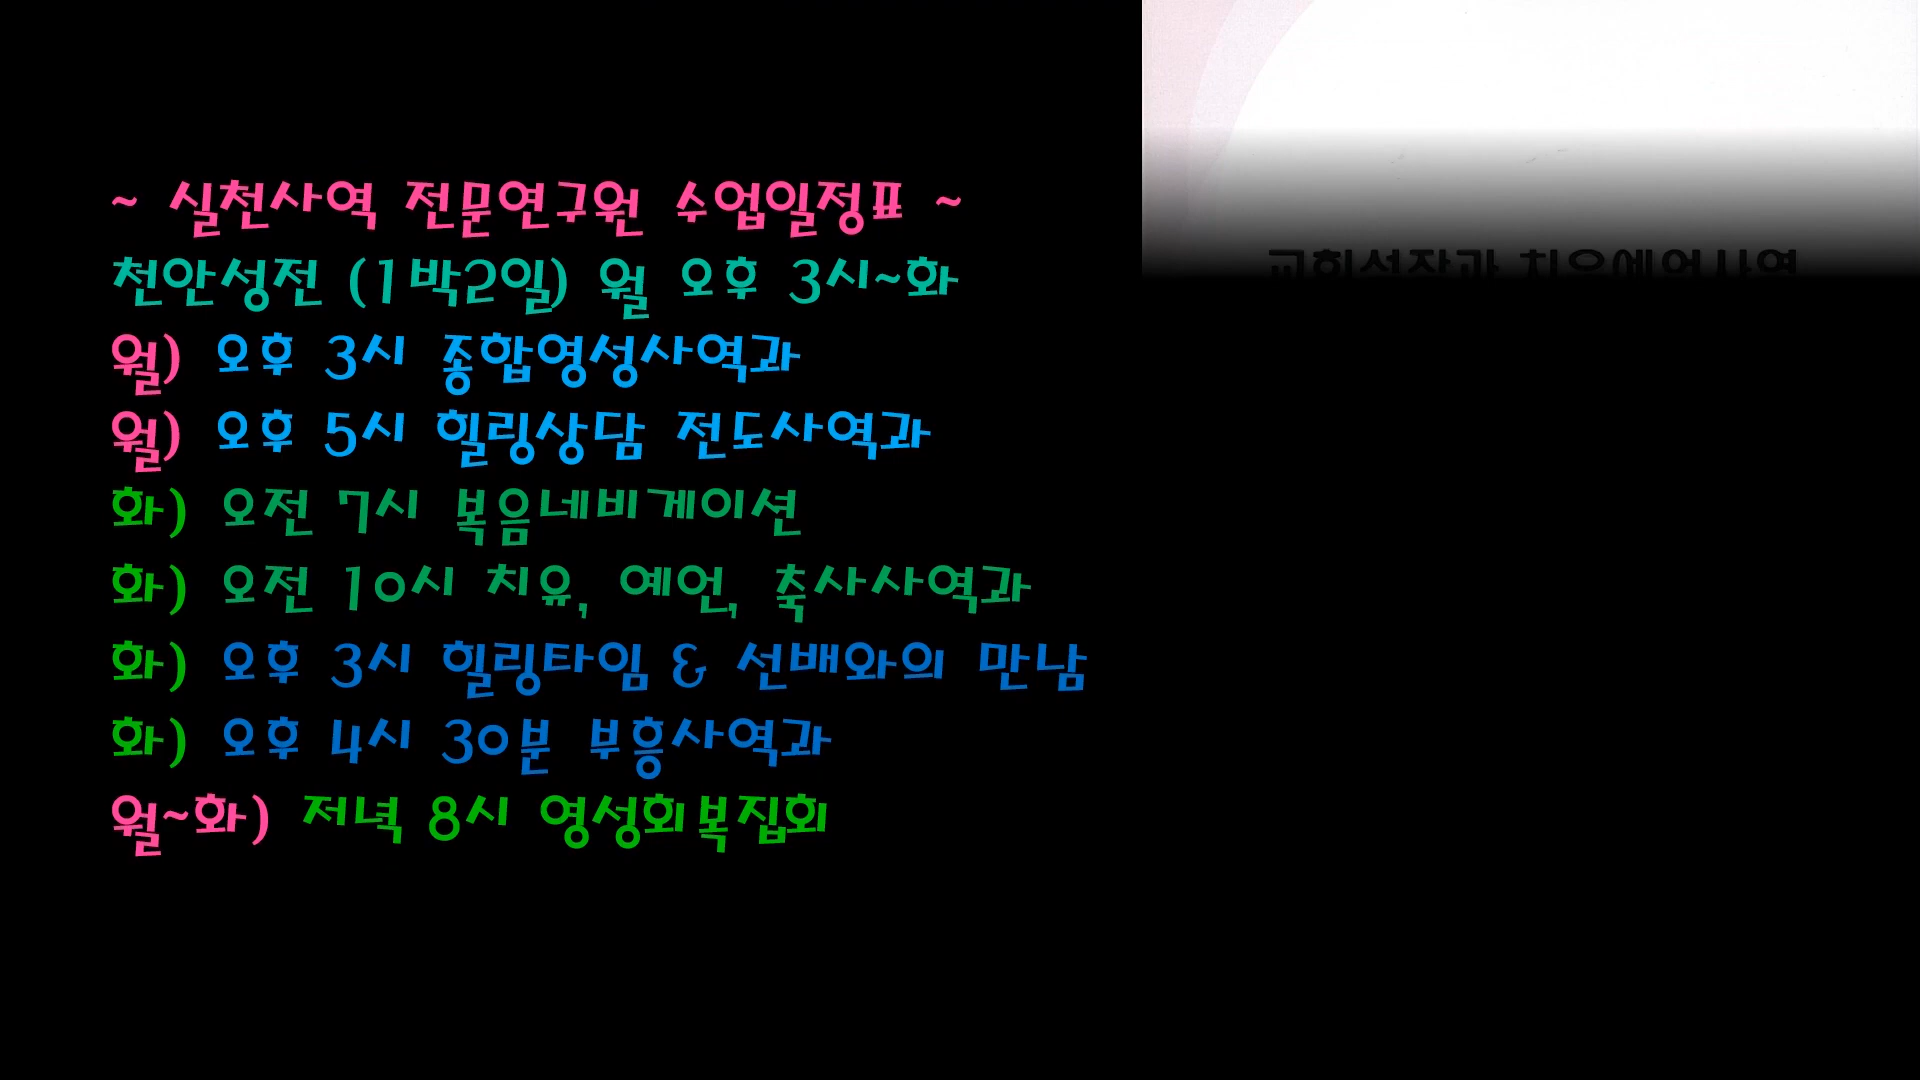 ~ 실천사역 전문연구원 수업일정표 ~
천안성전 (1박2일) 월 오후 3시~화
월) 오후 3시 종합영성사역과
월) 오후 5시 힐링상담 전도사역과
화) 오전 7시 복음네비게이션
화) 오전 10시 치유, 예언, 축사사역과
화) 오후 3시 힐링타임 & 선배와의 만남
화) 오후 4시 30분 부흥사역과
월~화) 저녁 8시 영성회복집회